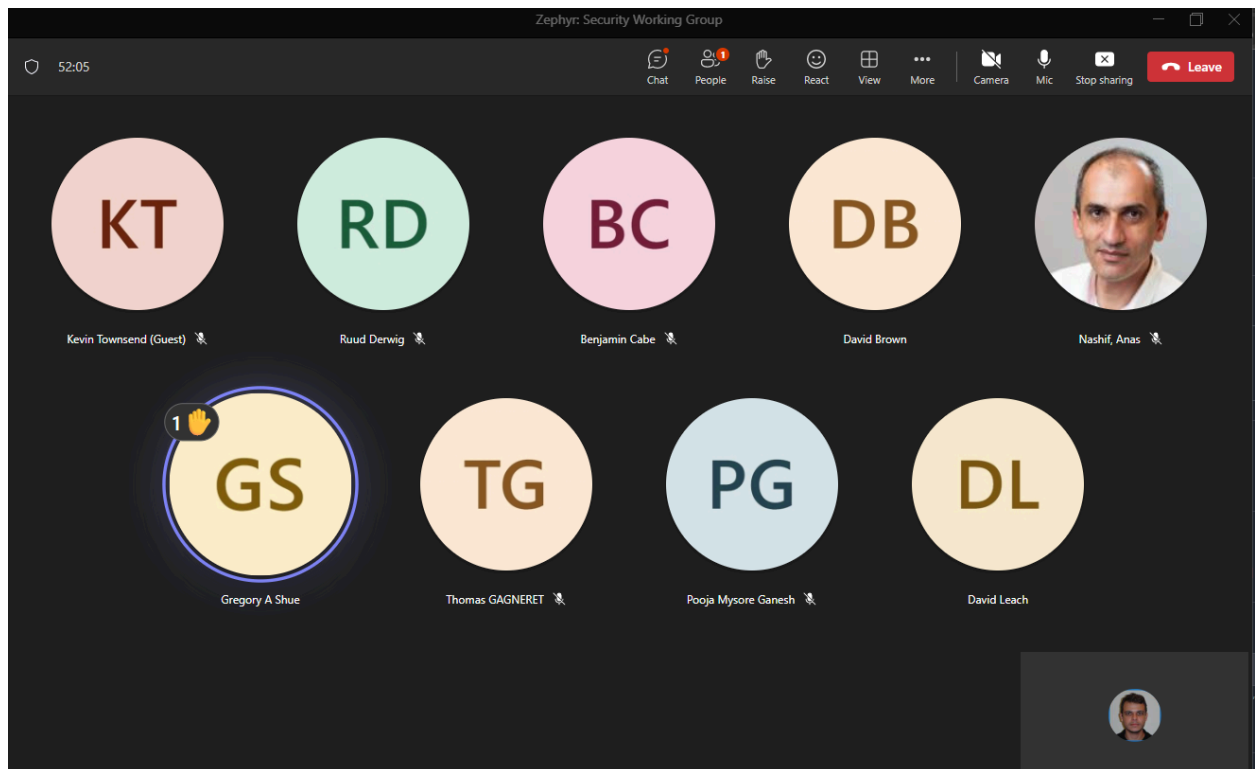 Zephyr: Security Working Group
52:05
1
Chat People Raise React View More Camera Mic Stop sharing Leave
KT RD BC DB
Kevin Townsend (Guest) Ruud Derwig Benjamin Cabe David Brown Nashif, Anas
1
GS TG PG DL
Gregory A Shue Thomas GAGNERET Pooja Mysore Ganesh David Leach